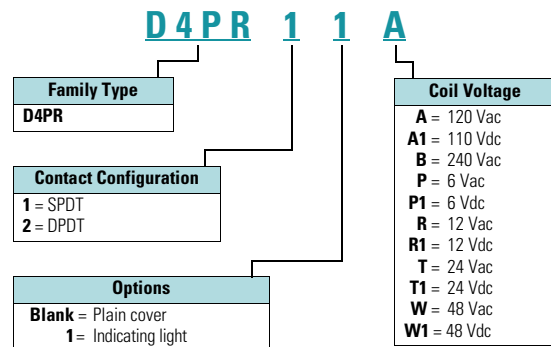 D4PR 1 1 A
Family Type
D4PR
Contact Configuration
1 = SPDT
2 = DPDT
Options
Blank = Plain cover
1 = Indicating light
Coil Voltage
A = 120 Vac
A1 = 110 Vdc
B = 240 Vac
P = 6 Vac
P1 = 6 Vdc
R = 12 Vac
R1 = 12 Vdc
T = 24 Vac
T1 = 24 Vdc
W = 48 Vac
W1 = 48 Vdc